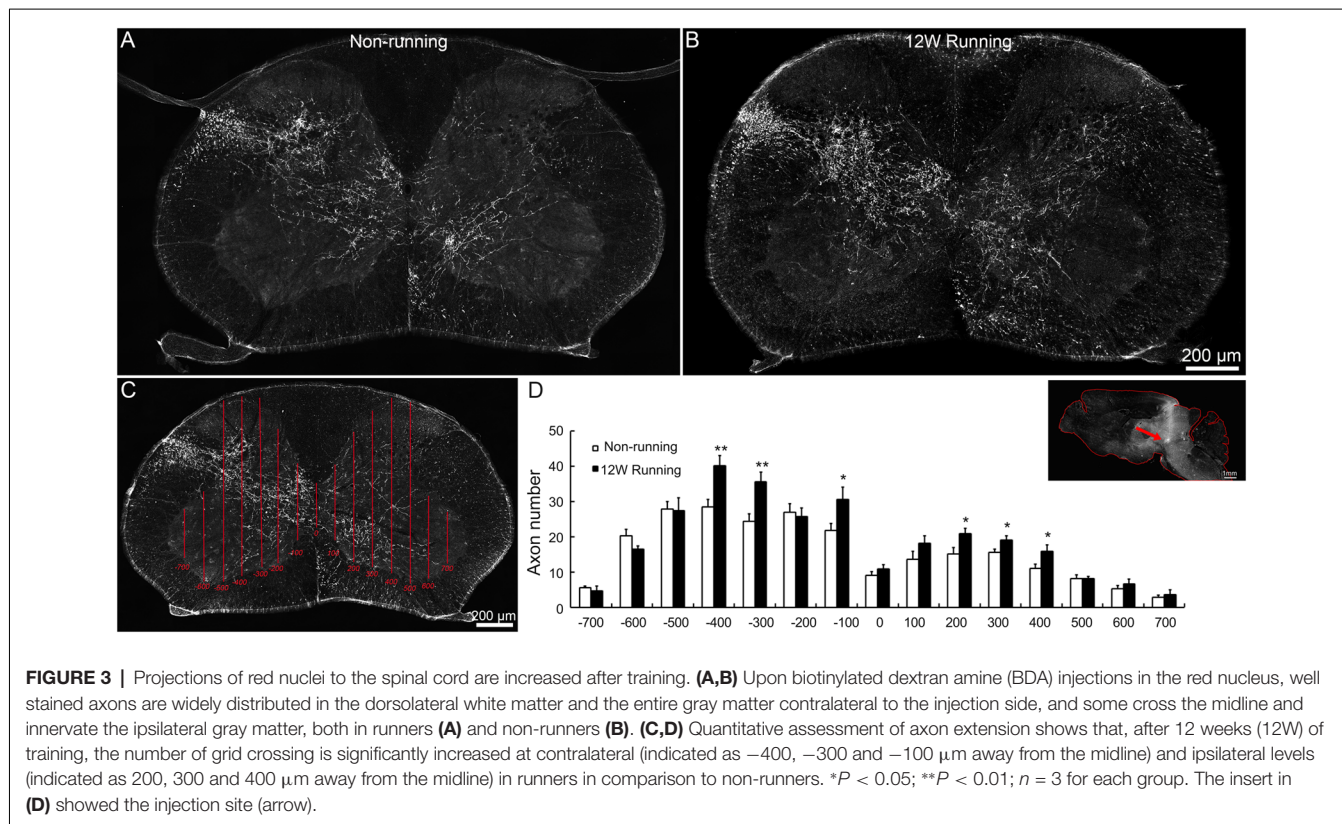 A
Non-running
B
12W Running
200 µm
C
-700
-600
-500
-400
-300
-200
-100
0
100
200
300
400
500
600
700
200 µm
D
1mm
Axon number
50
40
30
20
10
0
Non-running
12W Running
**
**
*
*
*
*
-700 -600 -500 -400 -300 -200 -100 0 100 200 300 400 500 600 700
FIGURE 3 | Projections of red nuclei to the spinal cord are increased after training. (A,B) Upon biotinylated dextran amine (BDA) injections in the red nucleus, well
stained axons are widely distributed in the dorsolateral white matter and the entire gray matter contralateral to the injection side, and some cross the midline and
innervate the ipsilateral gray matter, both in runners (A) and non-runners (B). (C,D) Quantitative assessment of axon extension shows that, after 12 weeks (12W) of
training, the number of grid crossing is significantly increased at contralateral (indicated as −400, −300 and −100 µm away from the midline) and ipsilateral levels
(indicated as 200, 300 and 400 µm away from the midline) in runners in comparison to non-runners. *P < 0.05; **P < 0.01; n = 3 for each group. The insert in
(D) showed the injection site (arrow).